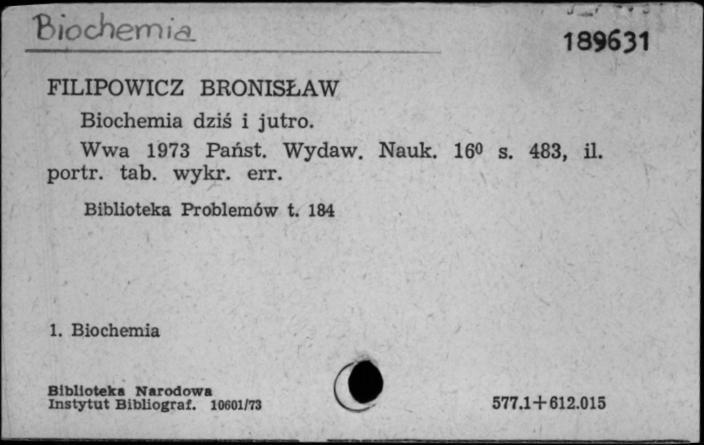 Biochemia
189631
FILIPOWICZ BRONISŁAW
Biochemia dziś i jutro.
Wwa 1973 Państ. Wydaw. Nauk. 16⁰ s. 483, il.
portr. tab. wykr. err.
Biblioteka Problemów t. 184
1. Biochemia
Biblioteka Narodowa
Instytut Bibliograf. 10601/73
577.1+612.015